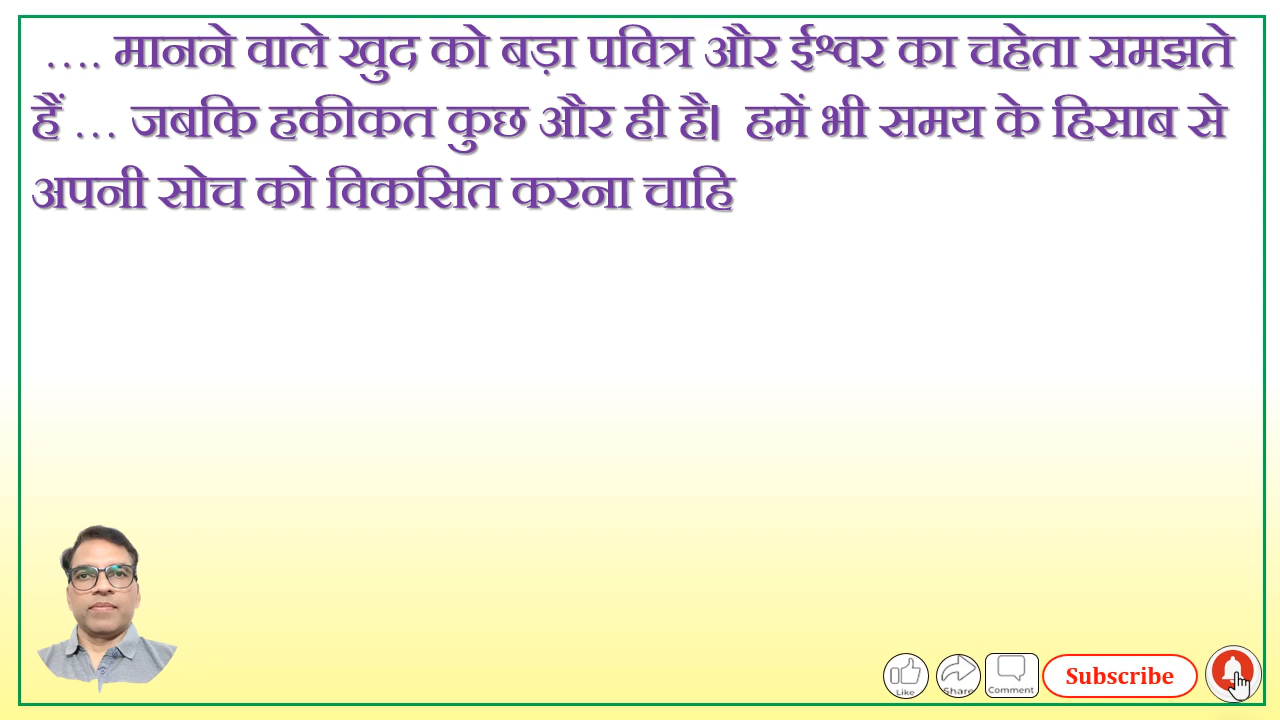 …. मानने वाले खुद को बड़ा पवित्र और ईश्वर का चहेता समझते
हैं … जबकि हकीकत कुछ और ही है। हमें भी समय के हिसाब से
अपनी सोच को विकसित करना चाहि
Like
Share
Comment
Subscribe